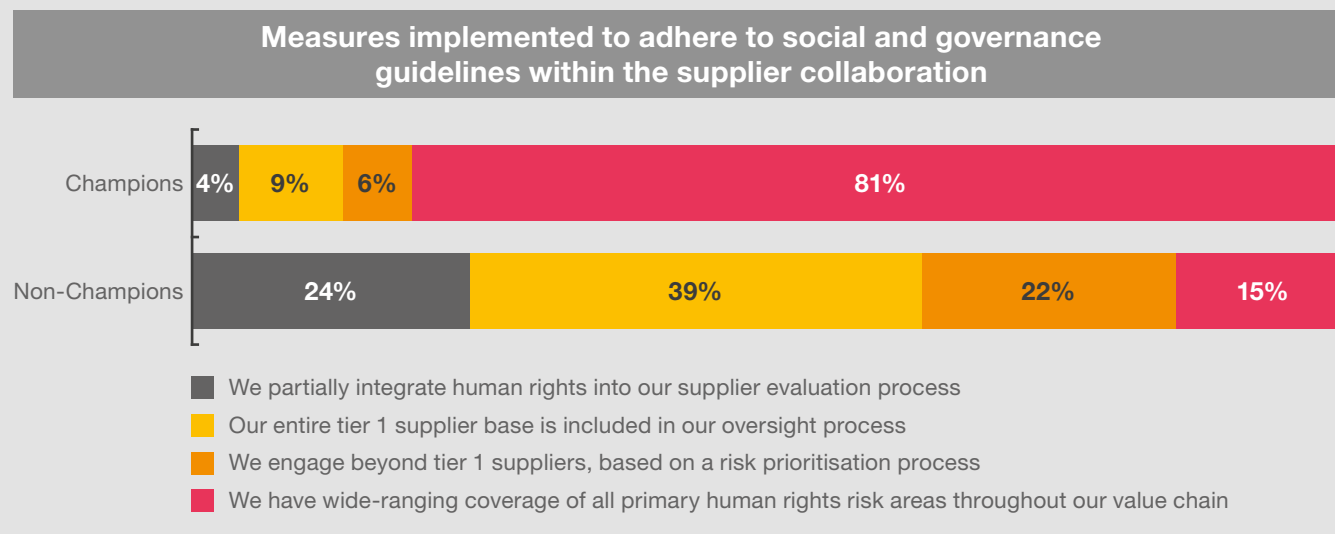 Measures implemented to adhere to social and governance
guidelines within the supplier collaboration
Champions 4% 9% 6% 81%
Non-Champions 24% 39% 22% 15%
We partially integrate human rights into our supplier evaluation process
Our entire tier 1 supplier base is included in our oversight process
We engage beyond tier 1 suppliers, based on a risk prioritisation process
We have wide-ranging coverage of all primary human rights risk areas throughout our value chain